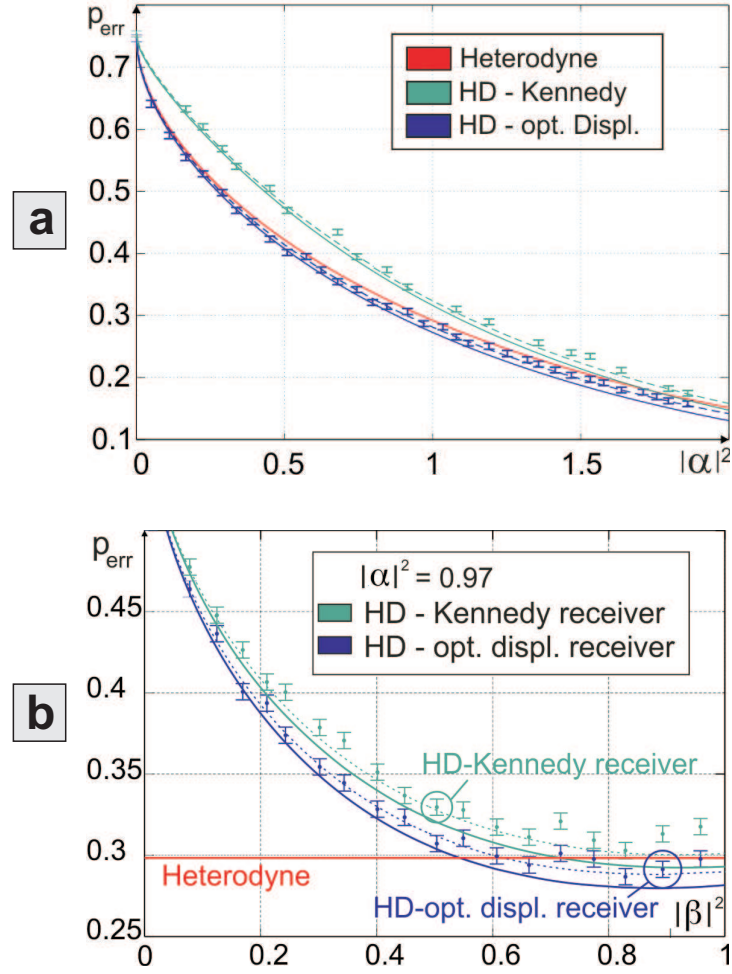 a
p_err
0.7
0.6
0.5
0.4
0.3
0.2
0.1
Heterodyne
HD - Kennedy
HD - opt. Displ.
0
0.5
1
1.5
|α|²
b
p_err
0.45
0.4
0.35
0.3
0.25
|α|² = 0.97
HD - Kennedy receiver
HD - opt. displ. receiver
HD-Kennedy receiver
Heterodyne
HD-opt. displ. receiver
|β|²
0
0.2
0.4
0.6
0.8
1